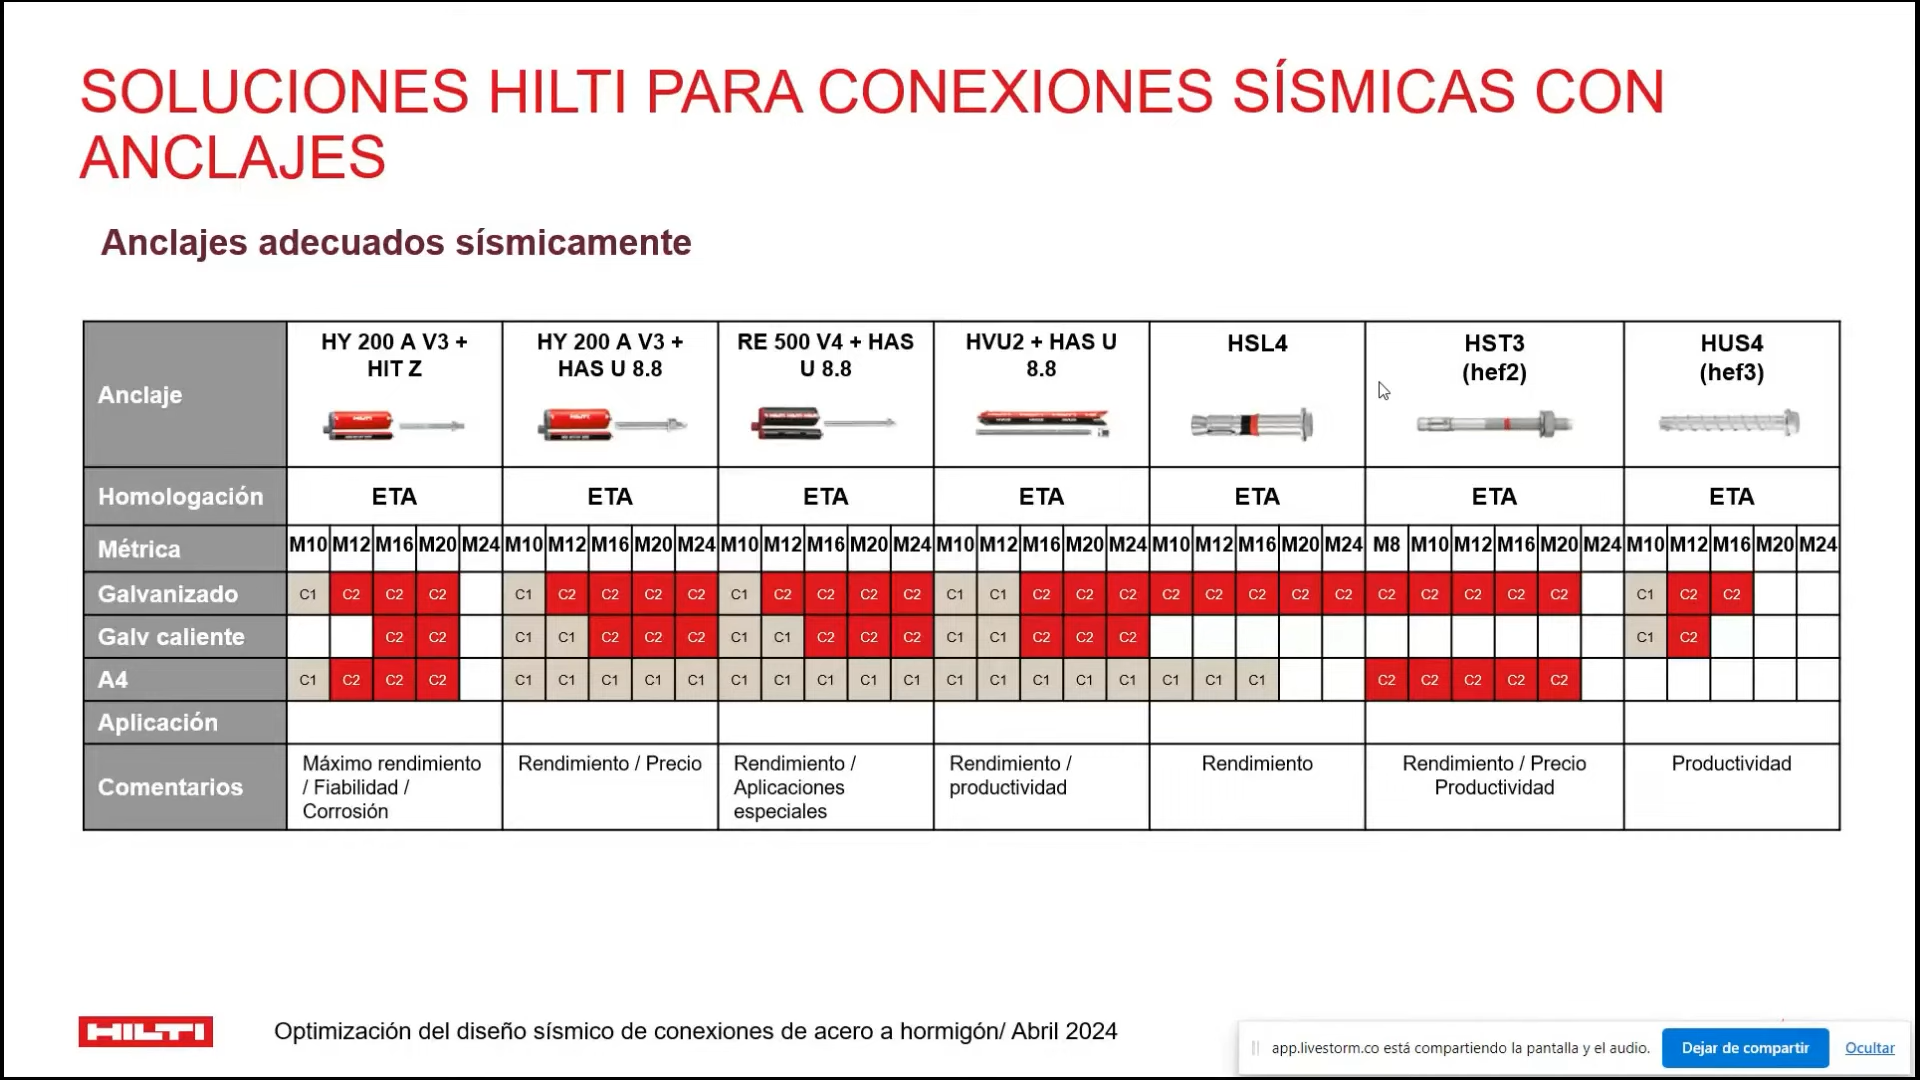 SOLUCIONES HILTI PARA CONEXIONES SÍSMICAS CON
ANCLAJES
Anclajes adecuados sísmicamente
Anclaje
HY 200 A V3 +
HIT Z
HY 200 A V3 +
HAS U 8.8
RE 500 V4 + HAS
U 8.8
HVU2 + HAS U
8.8
HSL4
HST3
(hef2)
HUS4
(hef3)
Homologación ETA ETA ETA ETA ETA ETA ETA
Métrica M10 M12 M16 M20 M24 M10 M12 M16 M20 M24 M10 M12 M16 M20 M24 M10 M12 M16 M20 M24 M10 M12 M16 M20 M24 M8 M10 M12 M16 M20 M24 M10 M12 M16 M20 M24
Galvanizado C1 C2 C2 C2 C1 C2 C2 C2 C2 C1 C2 C2 C2 C2 C1 C1 C2 C2 C2 C2 C2 C2 C2 C2 C2 C2 C2 C2 C2 C1 C2 C2
Galv caliente C2 C2 C1 C1 C2 C2 C2 C1 C1 C2 C2 C2 C1 C1 C2 C2 C2 C1 C2
A4 C1 C2 C2 C2 C1 C1 C1 C1 C1 C1 C1 C1 C1 C1 C1 C1 C1 C1 C1 C1 C1 C1 C2 C2 C2 C2 C2
Aplicación
Comentarios
Máximo rendimiento
/ Fiabilidad /
Corrosión
Rendimiento / Precio
Rendimiento /
Aplicaciones
especiales
Rendimiento /
productividad
Rendimiento
Rendimiento / Precio
Productividad
Productividad
HILTI
Optimización del diseño sísmico de conexiones de acero a hormigón/ Abril 2024
app.livestorm.co está compartiendo la pantalla y el audio.
Dejar de compartir
Ocultar